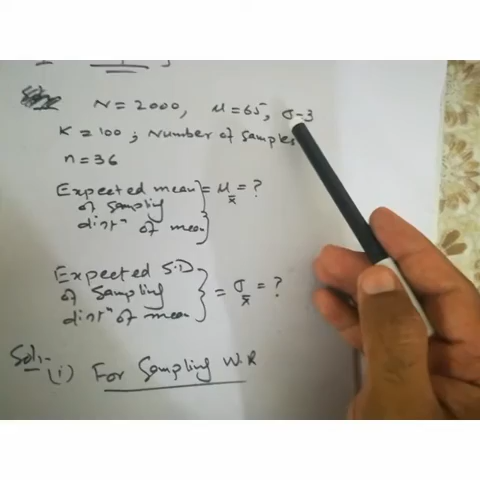 N = 2000, μ = 65, σ - 3
K = 100 ; Number of samples
n = 36
Expected mean
of sampling
distⁿ of mean
} = μx̄ = ?
Expected S.D
of Sampling
distⁿ of mean
} = σx̄ = ?
Solⁿ:-
(i) For Sampling W.R